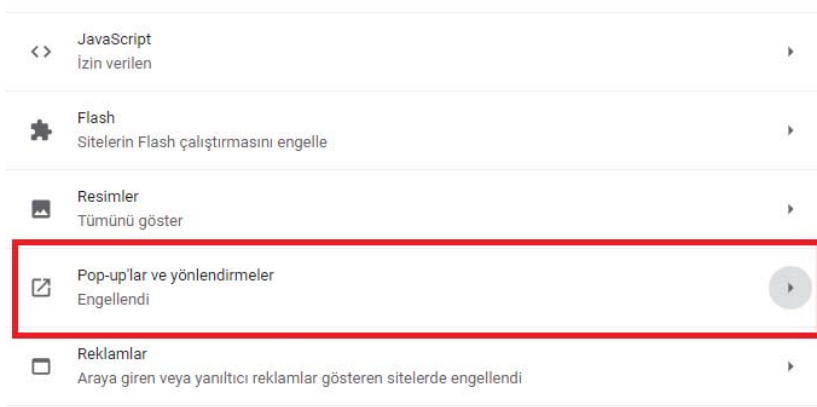 JavaScript
İzin verilen
Flash
Sitelerin Flash çalıştırmasını engelle
Resimler
Tümünü göster
Pop-up'lar ve yönlendirmeler
Engellendi
Reklamlar
Araya giren veya yanıltıcı reklamlar gösteren sitelerde engellendi